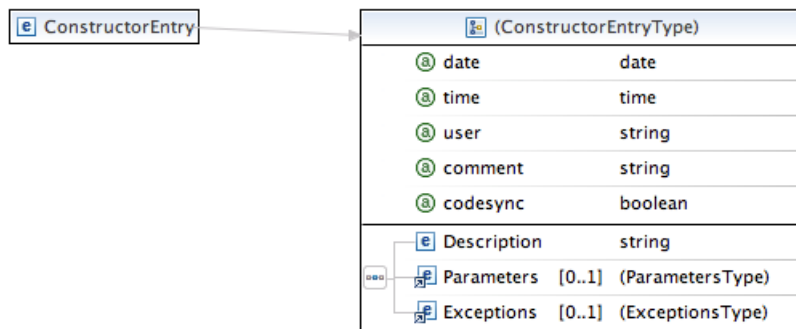 e ConstructorEntry
(ConstructorEntryType)
a date date
a time time
a user string
a comment string
a codesync boolean
e Description string
e Parameters [0..1] (ParametersType)
e Exceptions [0..1] (ExceptionsType)